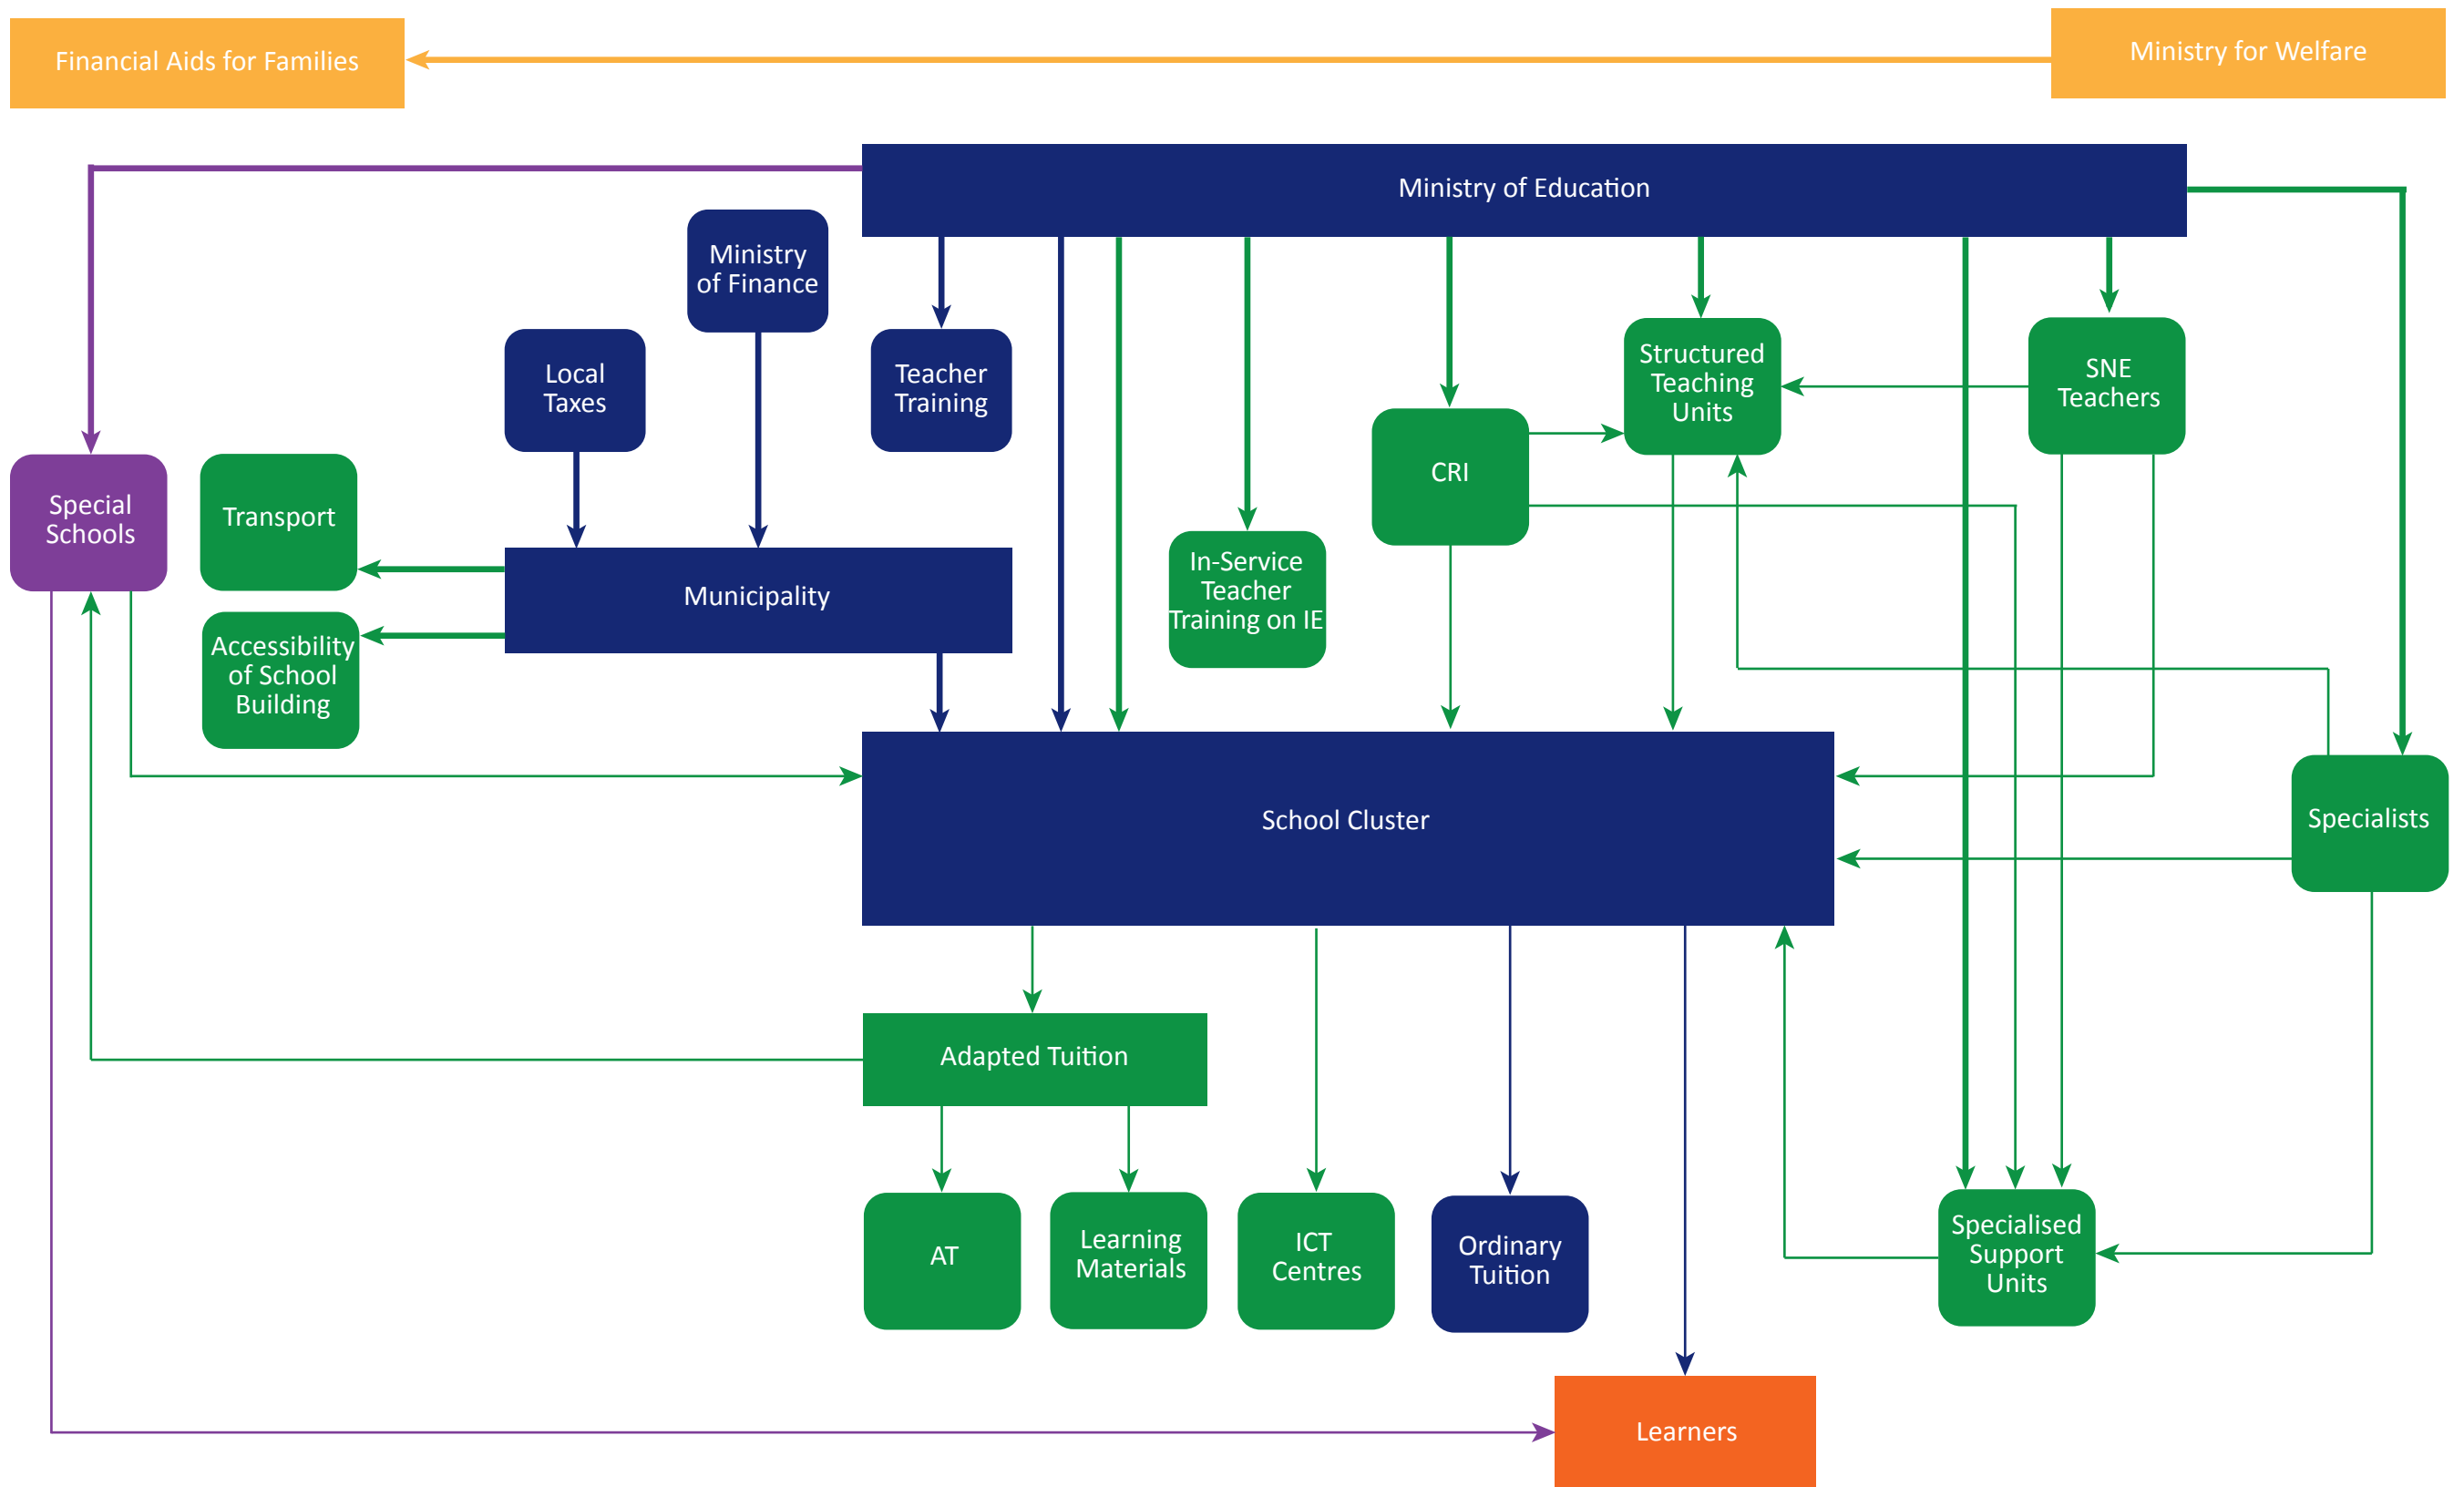 Financial Aids for Families
Ministry for Welfare
Ministry of Education
Ministry
of Finance
Local
Taxes
Teacher
Training
Structured
Teaching
Units
SNE
Teachers
CRI
Special
Schools
Transport
In-Service
Teacher
Training on IE
Municipality
Accessibility
of School
Building
School Cluster
Specialists
Adapted Tuition
AT
Learning
Materials
ICT
Centres
Ordinary
Tuition
Specialised
Support
Units
Learners